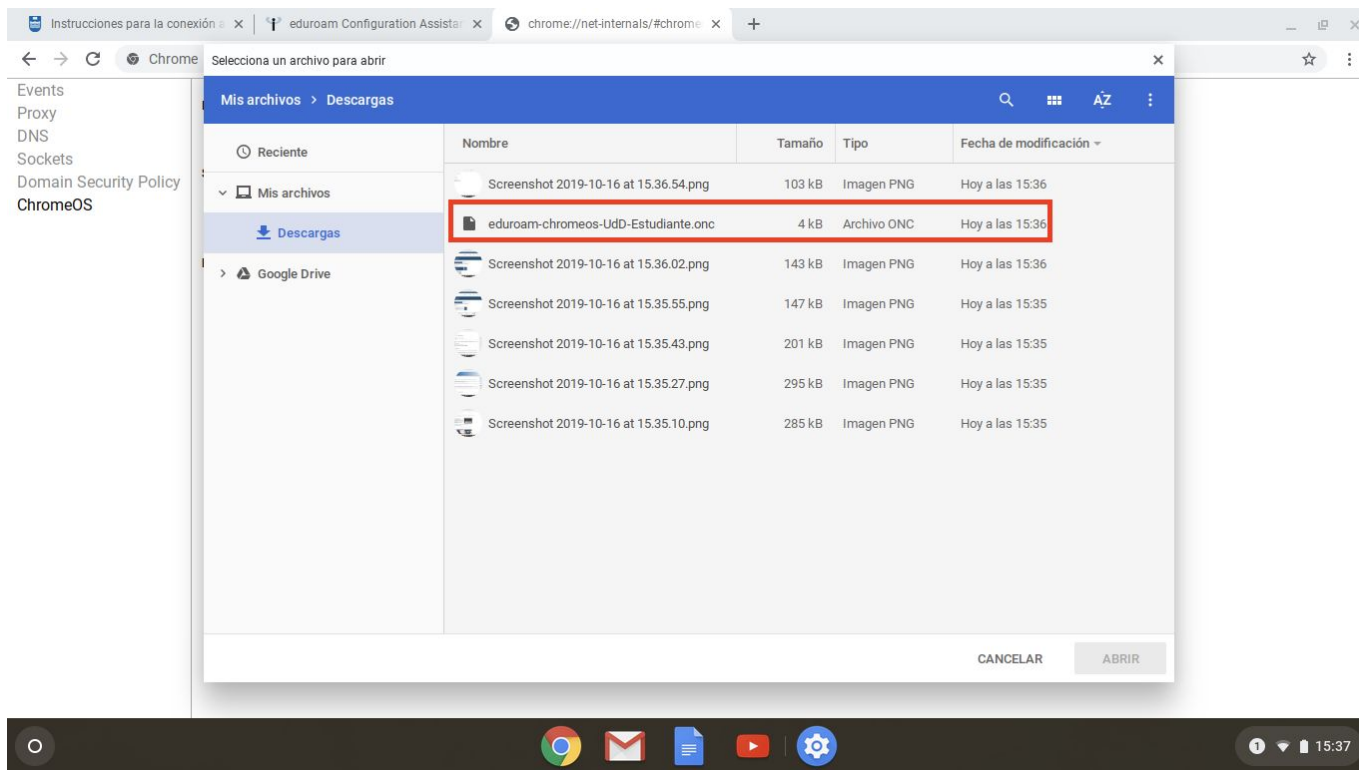 Instrucciones para la conexión a
eduroam Configuration Assistan
chrome://net-internals/#chrome
Chrome
Selecciona un archivo para abrir
Events
Proxy
DNS
Sockets
Domain Security Policy
ChromeOS
Mis archivos > Descargas
AZ
Reciente
Mis archivos
Descargas
Google Drive
Nombre Tamaño Tipo Fecha de modificación
Screenshot 2019-10-16 at 15.36.54.png 103 kB Imagen PNG Hoy a las 15:36
eduroam-chromeos-UdD-Estudiante.onc 4 kB Archivo ONC Hoy a las 15:36
Screenshot 2019-10-16 at 15.36.02.png 143 kB Imagen PNG Hoy a las 15:36
Screenshot 2019-10-16 at 15.35.55.png 147 kB Imagen PNG Hoy a las 15:35
Screenshot 2019-10-16 at 15.35.43.png 201 kB Imagen PNG Hoy a las 15:35
Screenshot 2019-10-16 at 15.35.27.png 295 kB Imagen PNG Hoy a las 15:35
Screenshot 2019-10-16 at 15.35.10.png 285 kB Imagen PNG Hoy a las 15:35
CANCELAR ABRIR
1 15:37